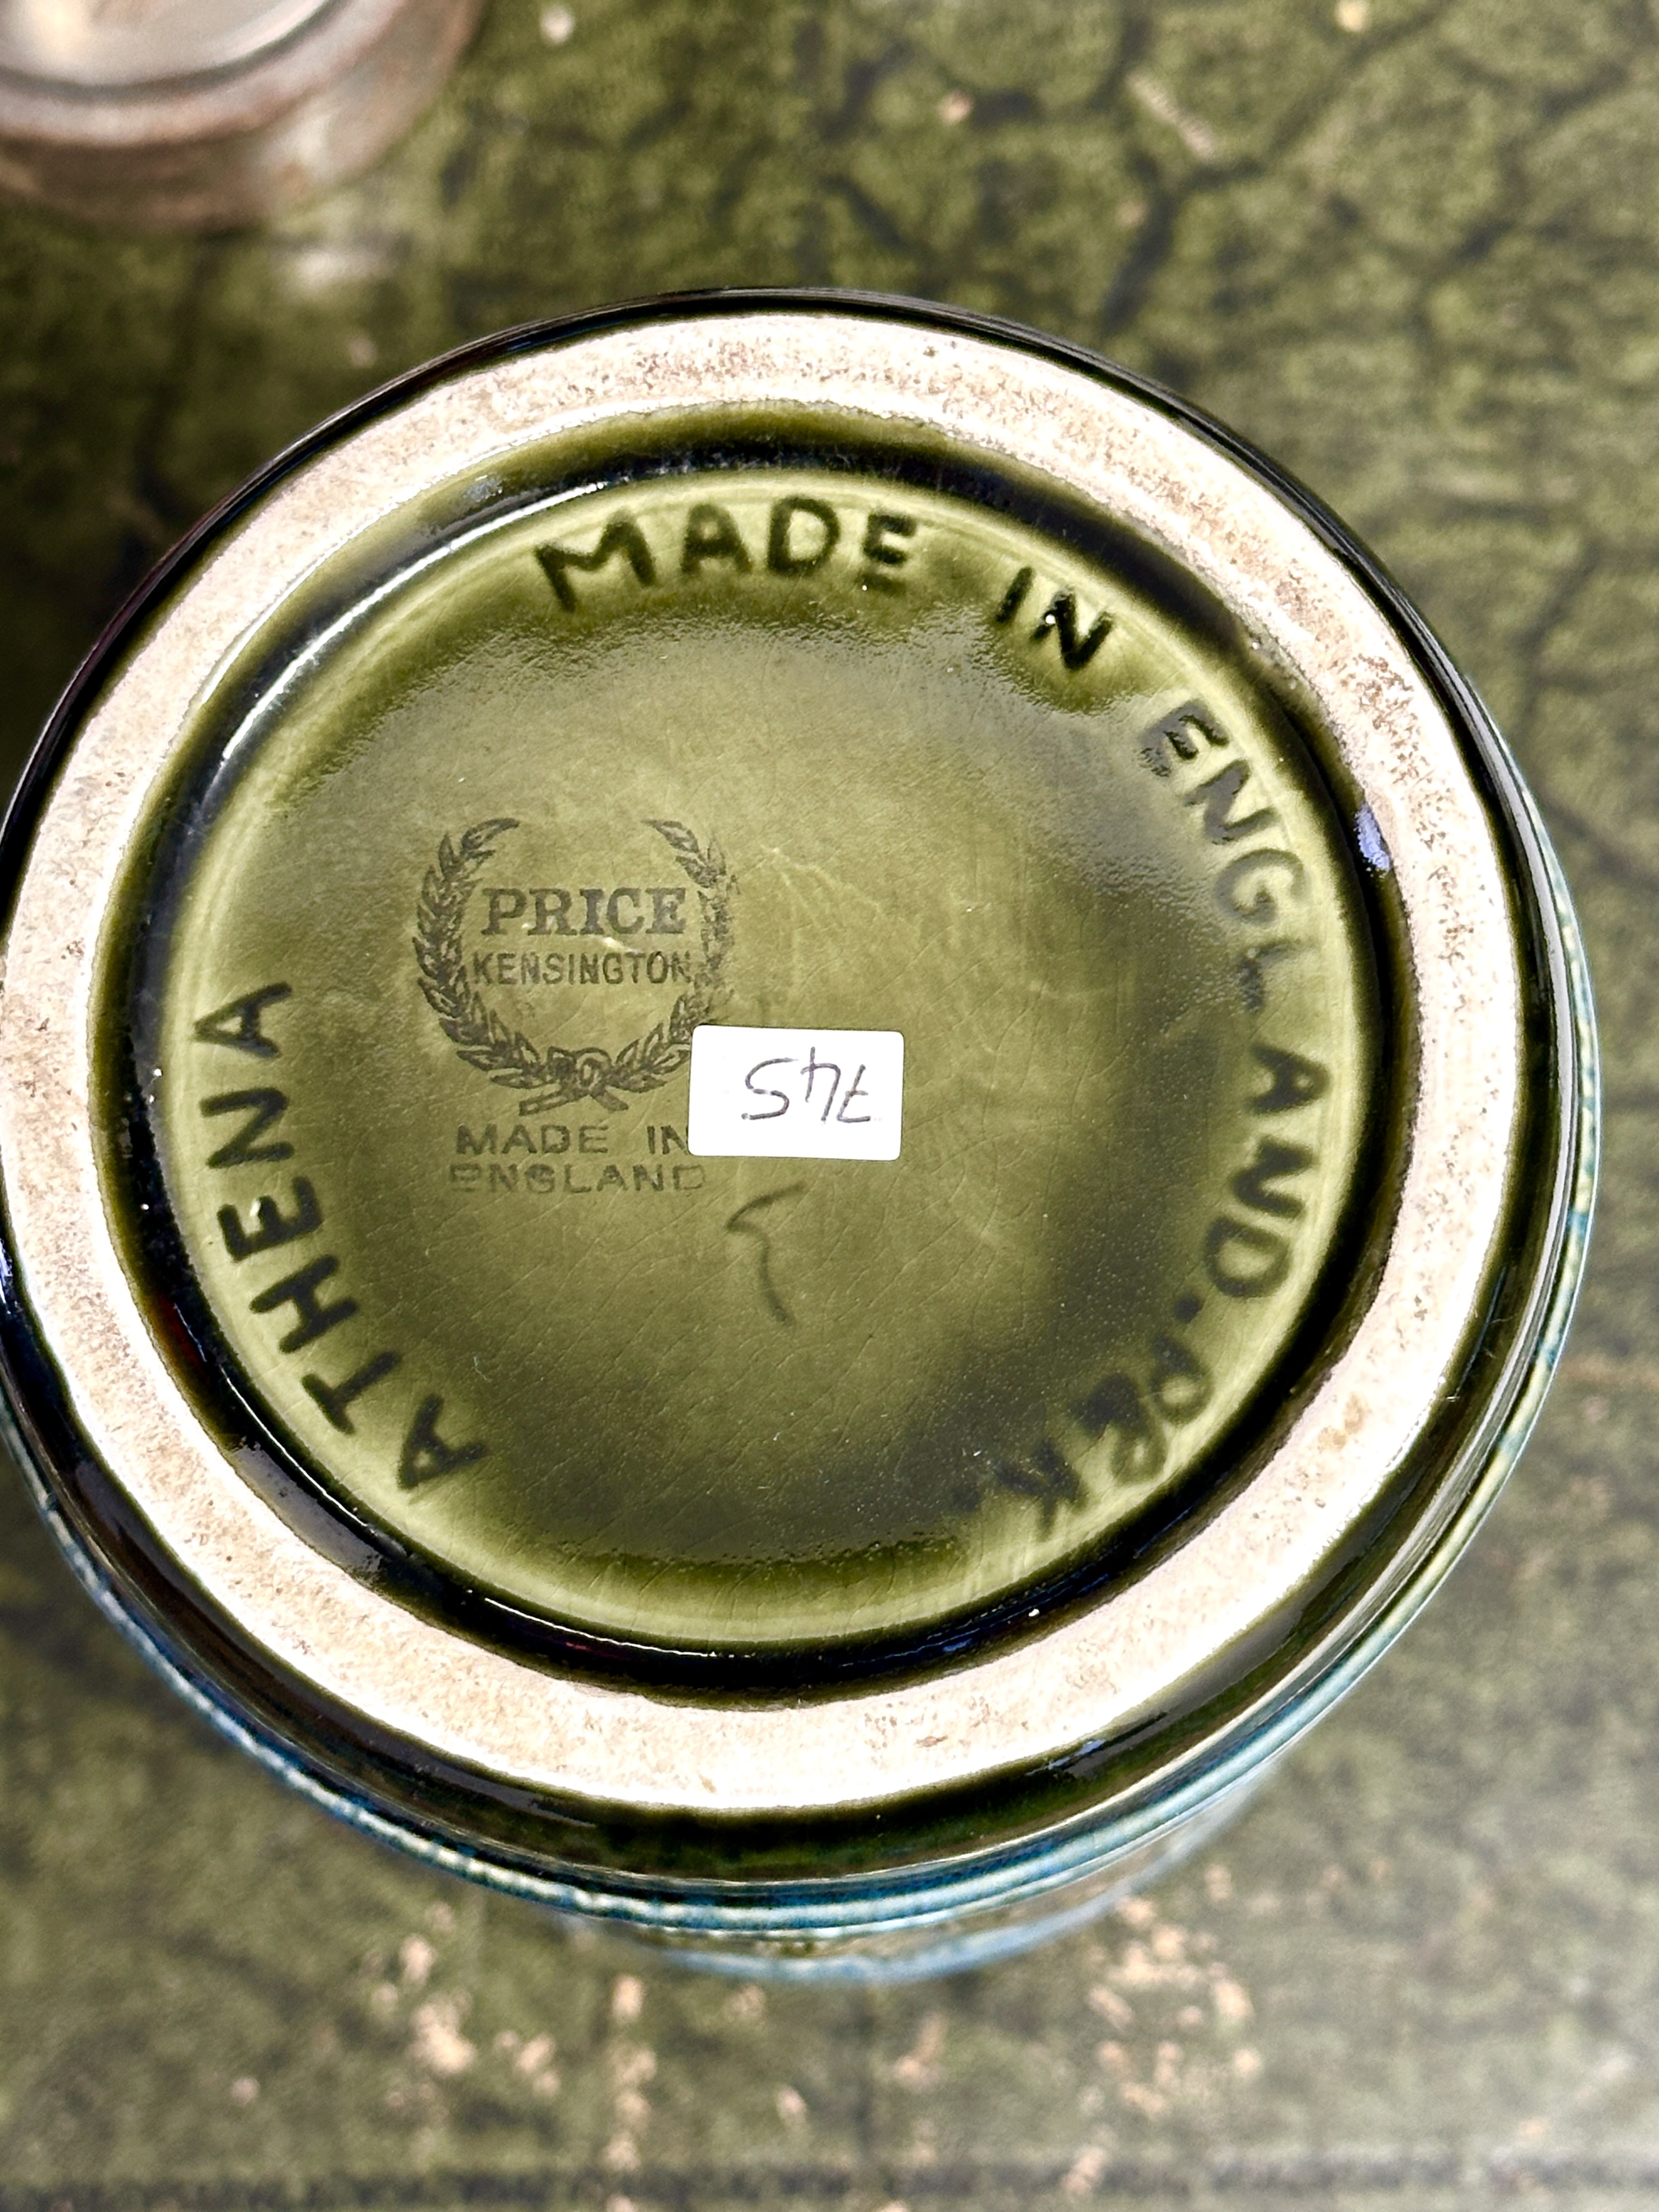 MADE IN ENGLAND. P&K
ATHENA
PRICE
KENSINGTON
MADE IN
ENGLAND
745